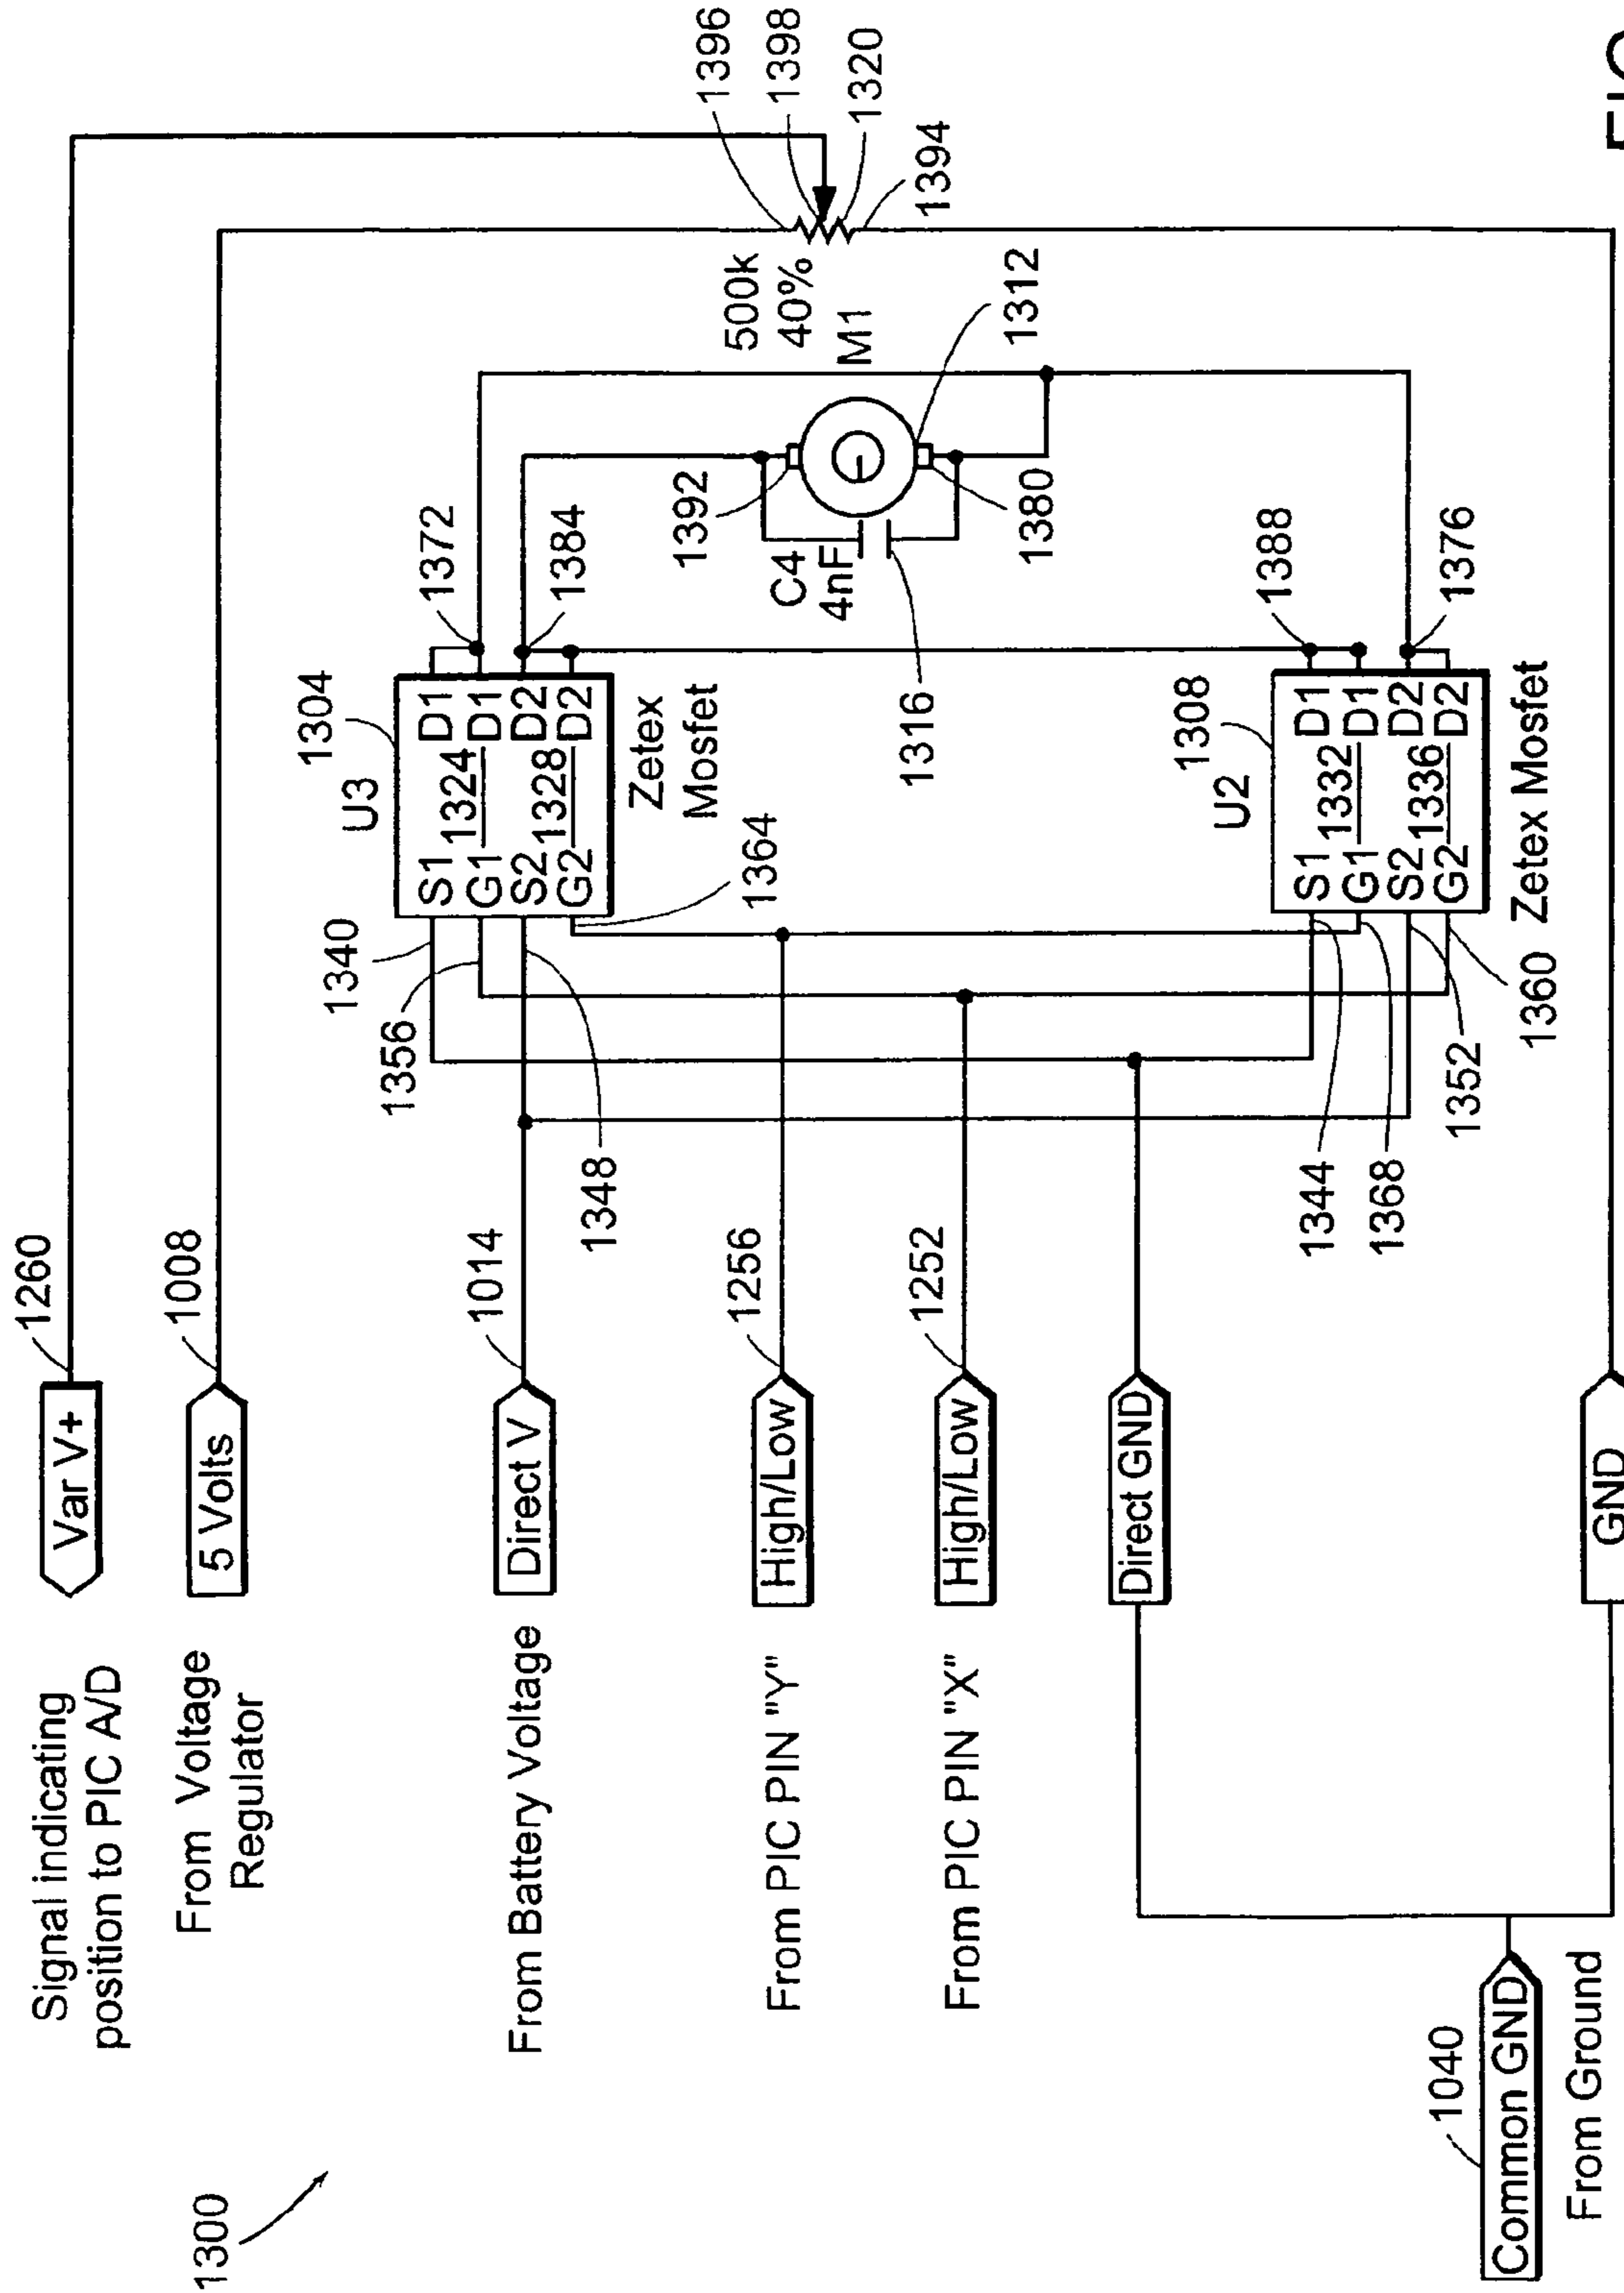 1300
Signal indicating
position to PIC A/D
Var V+
1260
From Voltage
Regulator
5 Volts
1008
From Battery Voltage
Direct V
1014
From PIC PIN "Y"
High/Low
1256
From PIC PIN "X"
High/Low
1252
Direct GND
1040
Common GND
From Ground
GND
1340
1356
1348
1304
U3
S1 D1
G1 1324 D1
S2 D2
G2 1328 D2
Zetex
Mosfet
1364
1372
1384
1392
C4
4nF
1316
1380
M1
1312
500k
40%
1396
1398
1320
1394
1308
U2
S1 D1
G1 1332 D1
S2 D2
G2 1336 D2
Zetex Mosfet
1344
1368
1352
1360
1388
1376